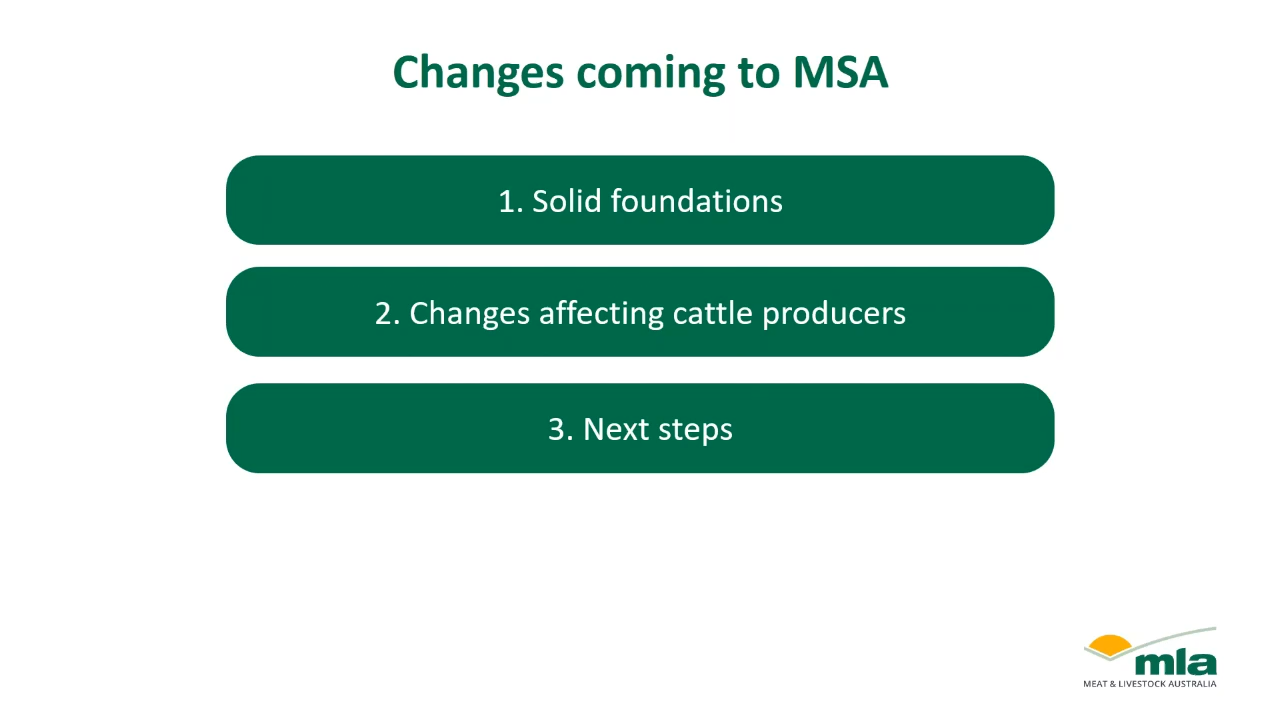 Changes coming to MSA
1. Solid foundations
2. Changes affecting cattle producers
3. Next steps
mla
MEAT & LIVESTOCK AUSTRALIA